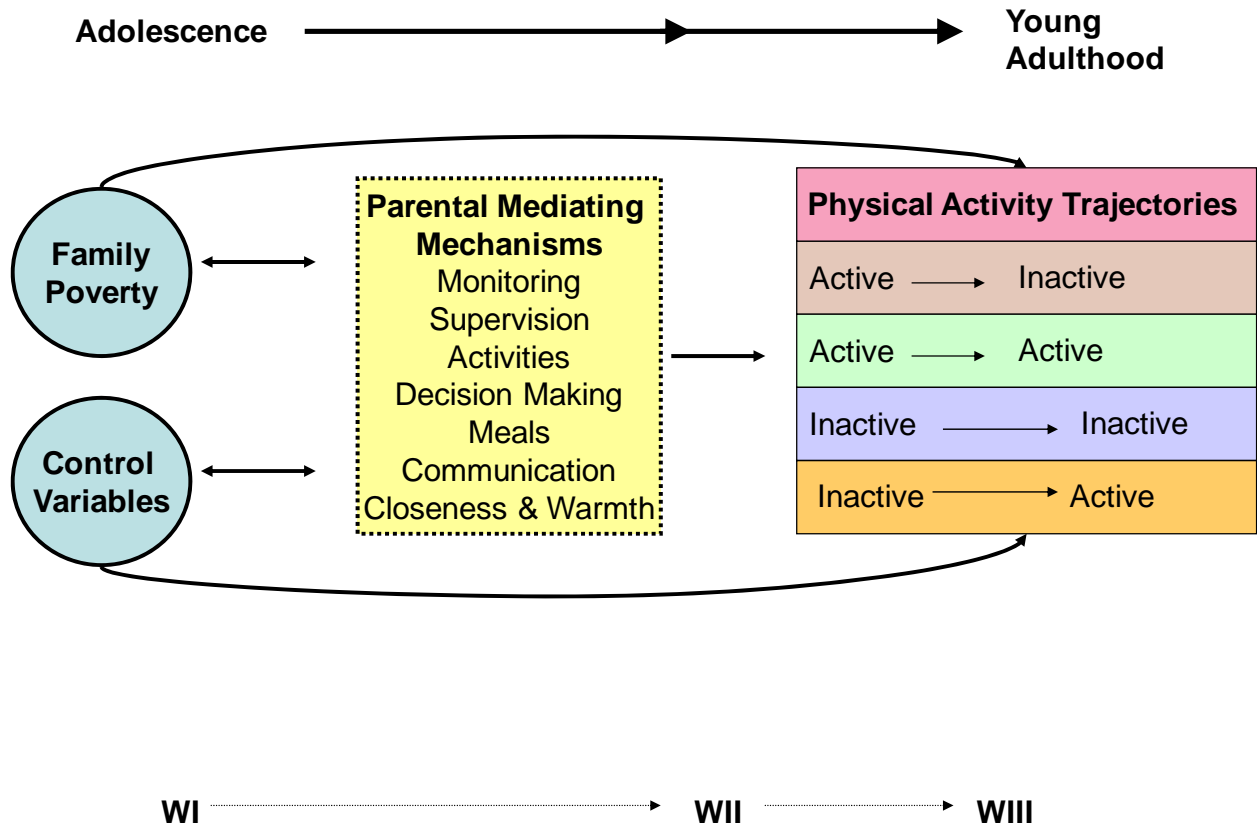 Adolescence
Young
Adulthood
Family
Poverty
Control
Variables
Parental Mediating
Mechanisms
Monitoring
Supervision
Activities
Decision Making
Meals
Communication
Closeness & Warmth
Physical Activity Trajectories
Active Inactive
Active Active
Inactive Inactive
Inactive Active
WI WII WIII